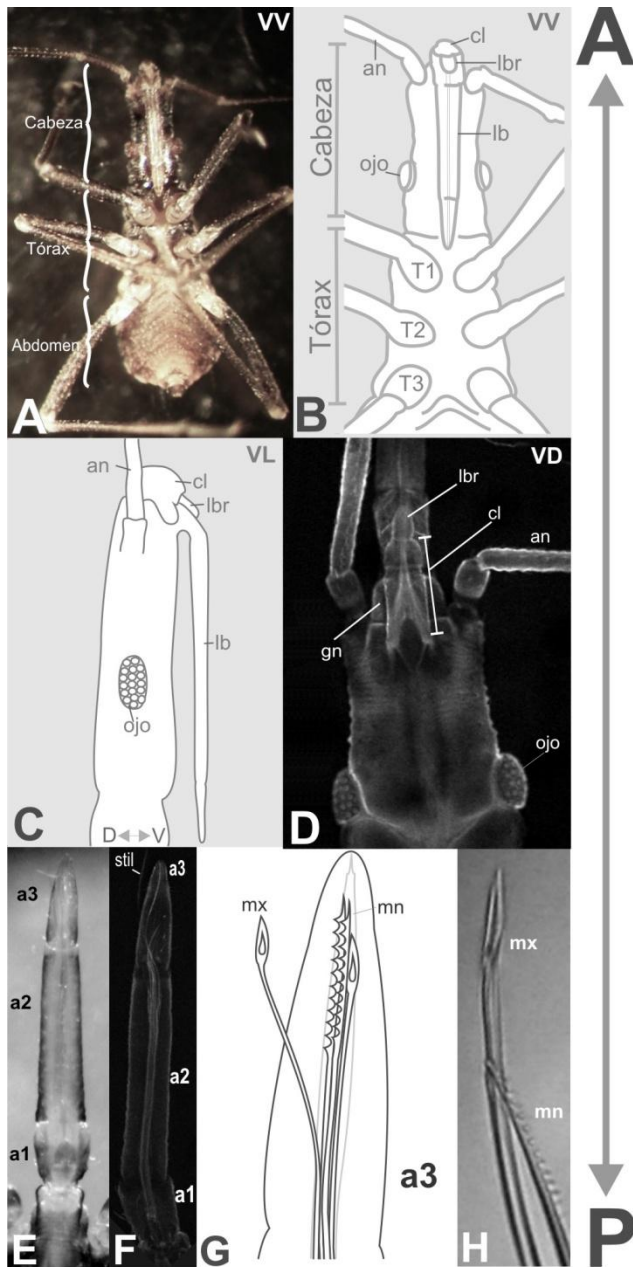 VV
Cabeza
Tórax
Abdomen
A
VV
cl
an
lbr
lb
ojo
Cabeza
Tórax
T1
T2
T3
B
A
VL
an
cl
lbr
lb
ojo
D V
C
VD
lbr
cl
an
gn
ojo
D
a3
a2
a1
E
stil
a3
a2
a1
F
mx
mn
a3
G
mx
mn
H
P